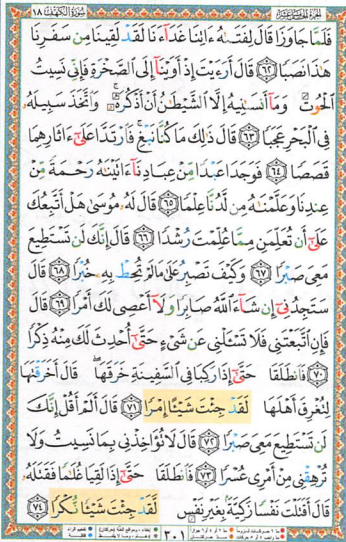 الجزء الخامس عشر سورة الكهف ١٨
فَلَمَّا جَاوَزَا قَالَ لِفَتَىٰهُ ءَاتِنَا غَدَآءَنَا لَقَدْ لَقِينَا مِن سَفَرِنَا
هَٰذَا نَصَبًا ٦٢ قَالَ أَرَءَيْتَ إِذْ أَوَيْنَآ إِلَى ٱلصَّخْرَةِ فَإِنِّى نَسِيتُ
ٱلْحُوتَ وَمَآ أَنسَىٰنِيهُ إِلَّا ٱلشَّيْطَٰنُ أَنْ أَذْكُرَهُۥ ۚ وَٱتَّخَذَ سَبِيلَهُۥ
فِى ٱلْبَحْرِ عَجَبًا ٦٣ قَالَ ذَٰلِكَ مَا كُنَّا نَبْغِ ۚ فَٱرْتَدَّا عَلَىٰٓ ءَاثَارِهِمَا
قَصَصًا ٦٤ فَوَجَدَا عَبْدًا مِّنْ عِبَادِنَآ ءَاتَيْنَٰهُ رَحْمَةً مِّنْ
عِندِنَا وَعَلَّمْنَٰهُ مِن لَّدُنَّا عِلْمًا ٦٥ قَالَ لَهُۥ مُوسَىٰ هَلْ أَتَّبِعُكَ
عَلَىٰٓ أَن تُعَلِّمَنِ مِمَّا عُلِّمْتَ رُشْدًا ٦٦ قَالَ إِنَّكَ لَن تَسْتَطِيعَ
مَعِىَ صَبْرًا ٦٧ وَكَيْفَ تَصْبِرُ عَلَىٰ مَا لَمْ تُحِطْ بِهِۦ خُبْرًا ٦٨ قَالَ
سَتَجِدُنِىٓ إِن شَآءَ ٱللَّهُ صَابِرًا وَلَآ أَعْصِى لَكَ أَمْرًا ٦٩ قَالَ
فَإِنِ ٱتَّبَعْتَنِى فَلَا تَسْـَٔلْنِى عَن شَىْءٍ حَتَّىٰٓ أُحْدِثَ لَكَ مِنْهُ ذِكْرًا
٧٠ فَٱنطَلَقَا حَتَّىٰٓ إِذَا رَكِبَا فِى ٱلسَّفِينَةِ خَرَقَهَا ۖ قَالَ أَخَرَقْتَهَا
لِتُغْرِقَ أَهْلَهَا لَقَدْ جِئْتَ شَيْـًٔا إِمْرًا ٧١ قَالَ أَلَمْ أَقُلْ إِنَّكَ
لَن تَسْتَطِيعَ مَعِىَ صَبْرًا ٧٢ قَالَ لَا تُؤَاخِذْنِى بِمَا نَسِيتُ وَلَا
تُرْهِقْنِى مِنْ أَمْرِى عُسْرًا ٧٣ فَٱنطَلَقَا حَتَّىٰٓ إِذَا لَقِيَا غُلَٰمًا فَقَتَلَهُۥ
قَالَ أَقَتَلْتَ نَفْسًا زَكِيَّةًۢ بِغَيْرِ نَفْسٍ لَّقَدْ جِئْتَ شَيْـًٔا نُّكْرًا ٧٤
٣٠١